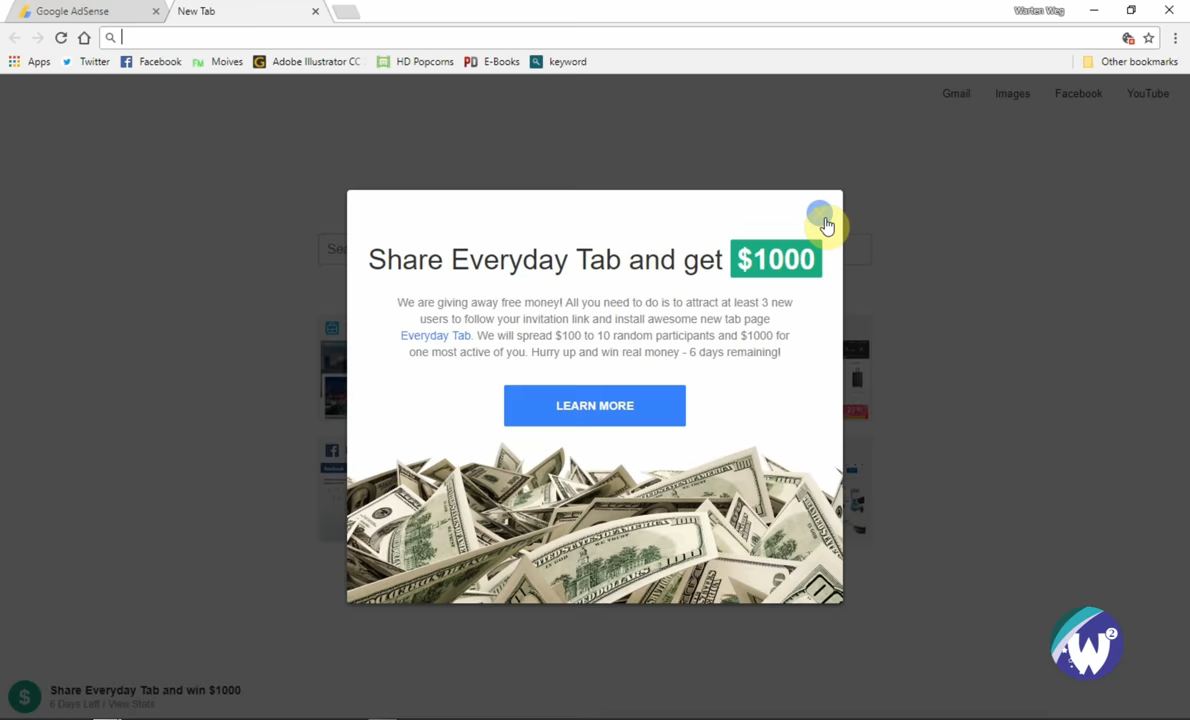 Google AdSense
New Tab
Warten Weg
Apps
Twitter
Facebook
Moives
Adobe Illustrator CC
HD Popcorns
PD E-Books
keyword
Other bookmarks
Gmail
Images
Facebook
YouTube
Share Everyday Tab and get $1000
We are giving away free money! All you need to do is to attract at least 3 new
users to follow your invitation link and install awesome new tab page
Everyday Tab. We will spread $100 to 10 random participants and $1000 for
one most active of you. Hurry up and win real money - 6 days remaining!
LEARN MORE
$
Share Everyday Tab and win $1000
6 Days Left / View Stats
W2